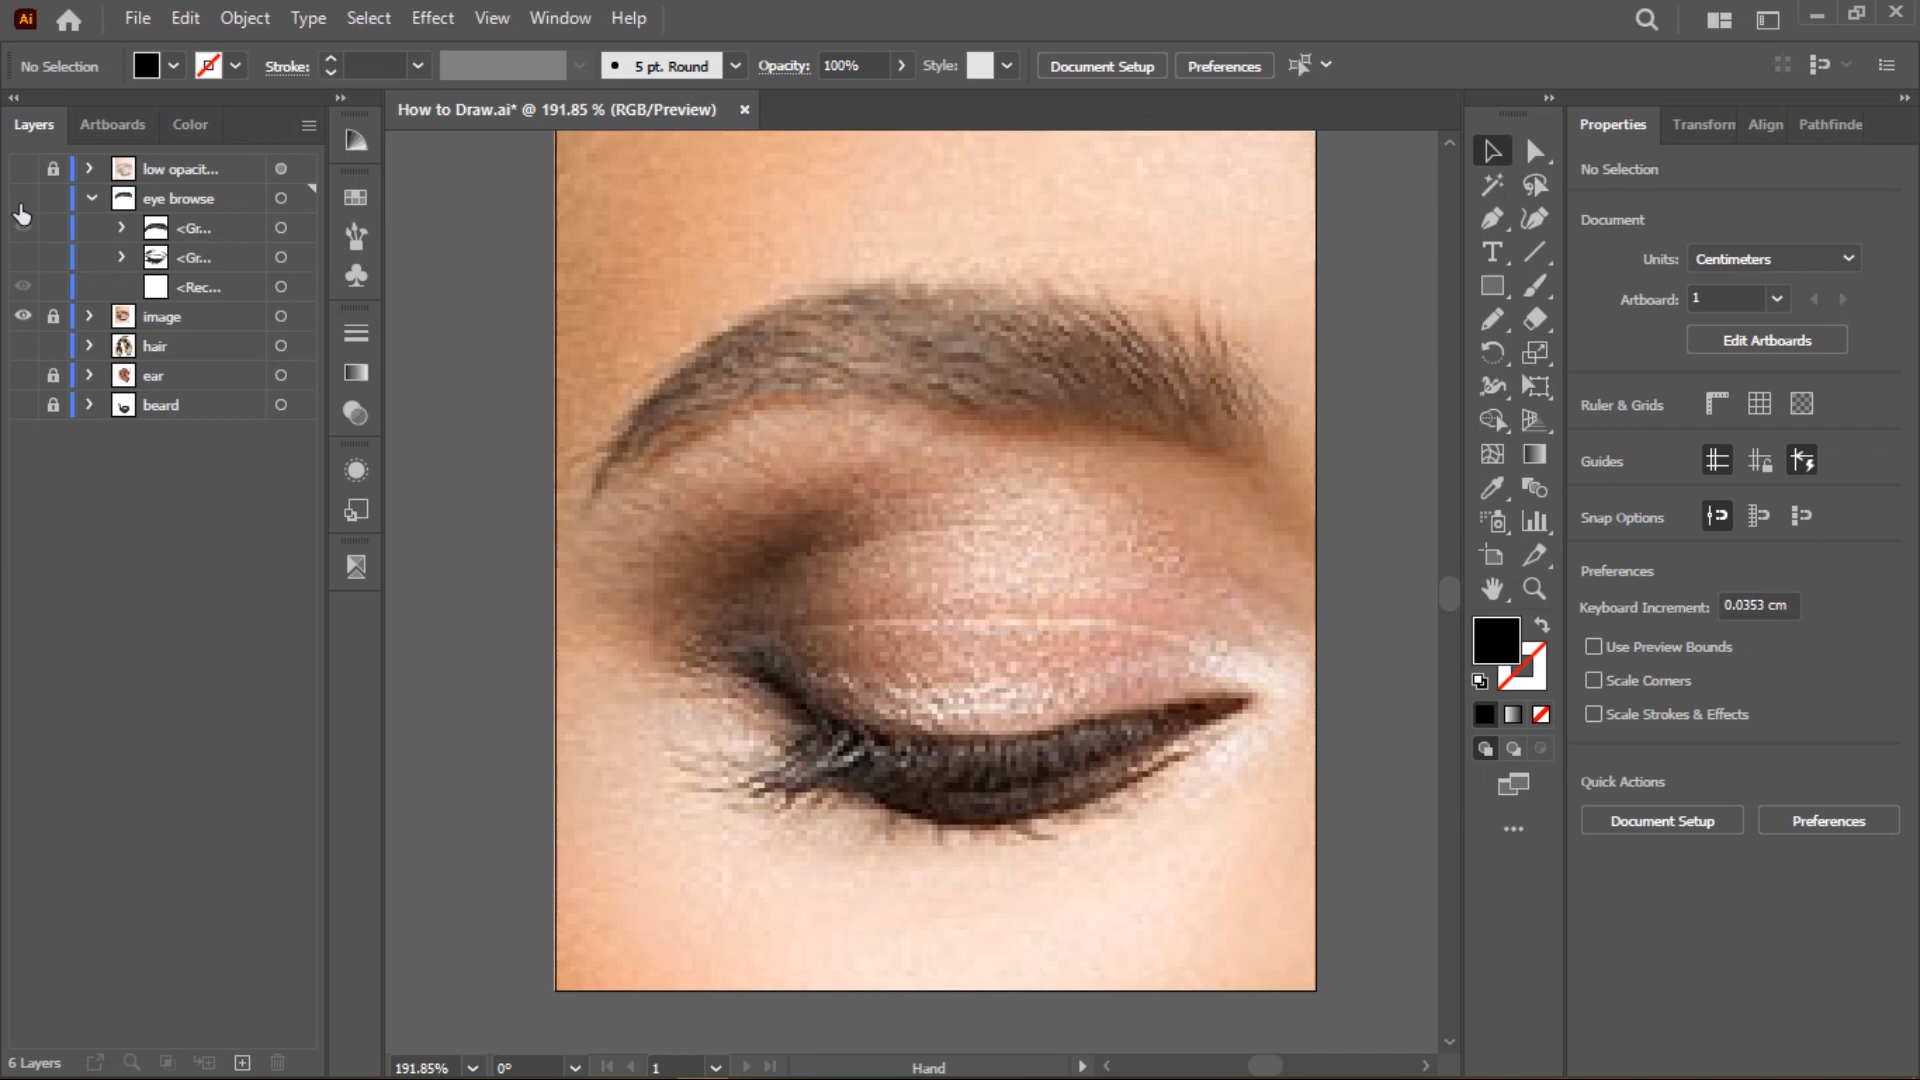 Ai File Edit Object Type Select Effect View Window Help
No Selection Stroke: 5 pt. Round Opacity: 100% Style: Document Setup Preferences
Layers Artboards Color
How to Draw.ai* @ 191.85 % (RGB/Preview)
Properties Transform Align Pathfinde
low opacit...
eye browse
<Gr...
<Gr...
<Rec...
image
hair
ear
beard
No Selection
Document
Units: Centimeters
Artboard: 1
Edit Artboards
Ruler & Grids
Guides
Snap Options
Preferences
Keyboard Increment: 0.0353 cm
Use Preview Bounds
Scale Corners
Scale Strokes & Effects
Quick Actions
Document Setup Preferences
6 Layers
191.85% 0° 1 Hand